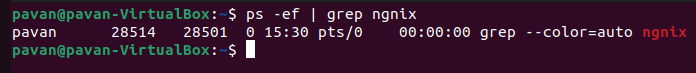 pavan@pavan-VirtualBox:~$ ps -ef | grep ngnix
pavan      28514   28501  0 15:30 pts/0    00:00:00 grep --color=auto ngnix
pavan@pavan-VirtualBox:~$